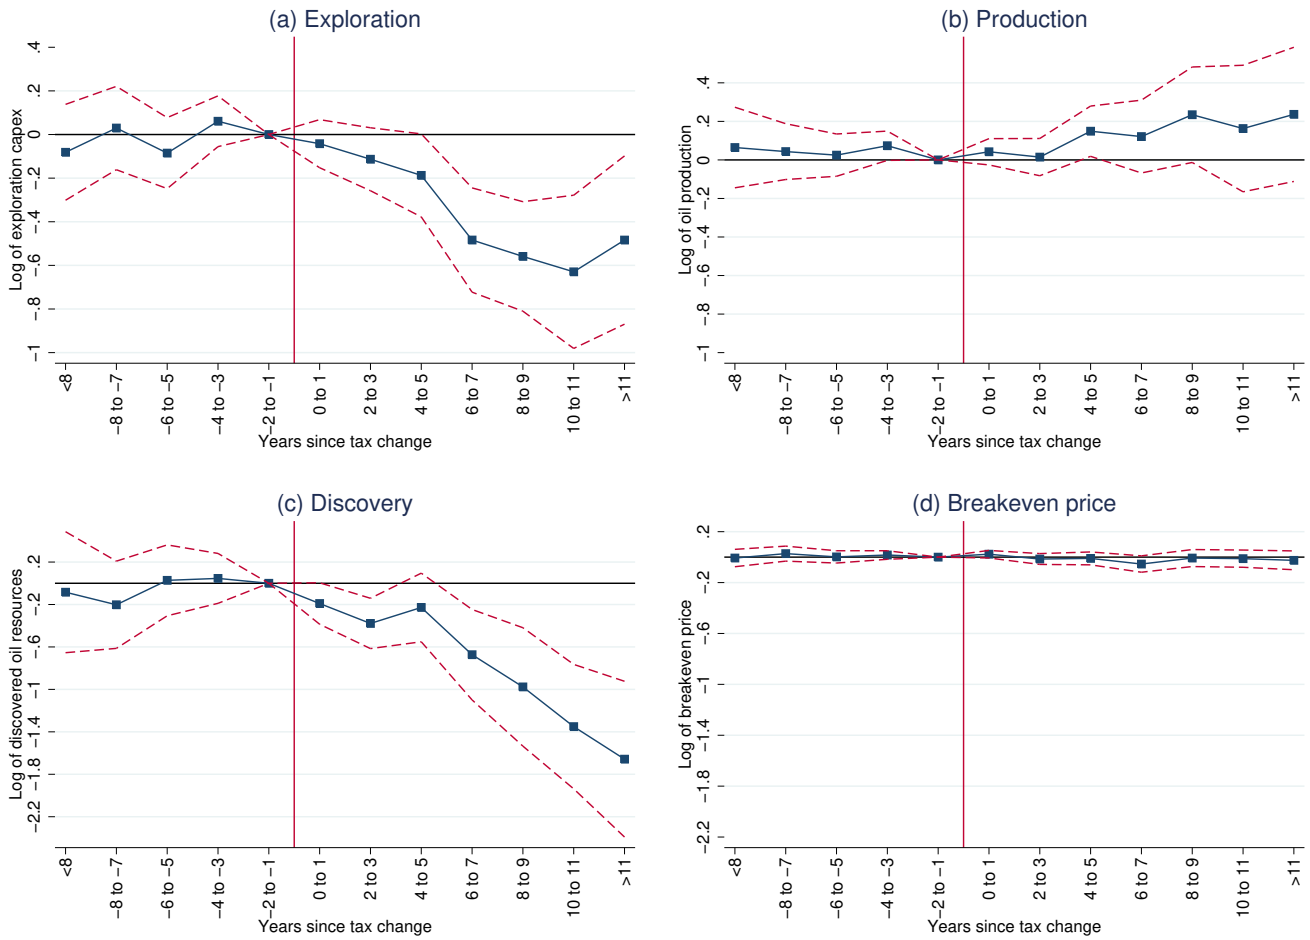 (a) Exploration
Log of exploration capex
.4
.2
0
−.2
−.4
−.6
−.8
−1
<8
−8 to −7
−6 to −5
−4 to −3
−2 to −1
0 to 1
2 to 3
4 to 5
6 to 7
8 to 9
10 to 11
>11
Years since tax change
(b) Production
Log of oil production
.4
.2
0
−.2
−.4
−.6
−.8
−1
<8
−8 to −7
−6 to −5
−4 to −3
−2 to −1
0 to 1
2 to 3
4 to 5
6 to 7
8 to 9
10 to 11
>11
Years since tax change
(c) Discovery
Log of discovered oil resources
.2
−.2
−.6
−1
−1.4
−1.8
−2.2
<8
−8 to −7
−6 to −5
−4 to −3
−2 to −1
0 to 1
2 to 3
4 to 5
6 to 7
8 to 9
10 to 11
>11
Years since tax change
(d) Breakeven price
Log of breakeven price
.2
−.2
−.6
−1
−1.4
−1.8
−2.2
<8
−8 to −7
−6 to −5
−4 to −3
−2 to −1
0 to 1
2 to 3
4 to 5
6 to 7
8 to 9
10 to 11
>11
Years since tax change